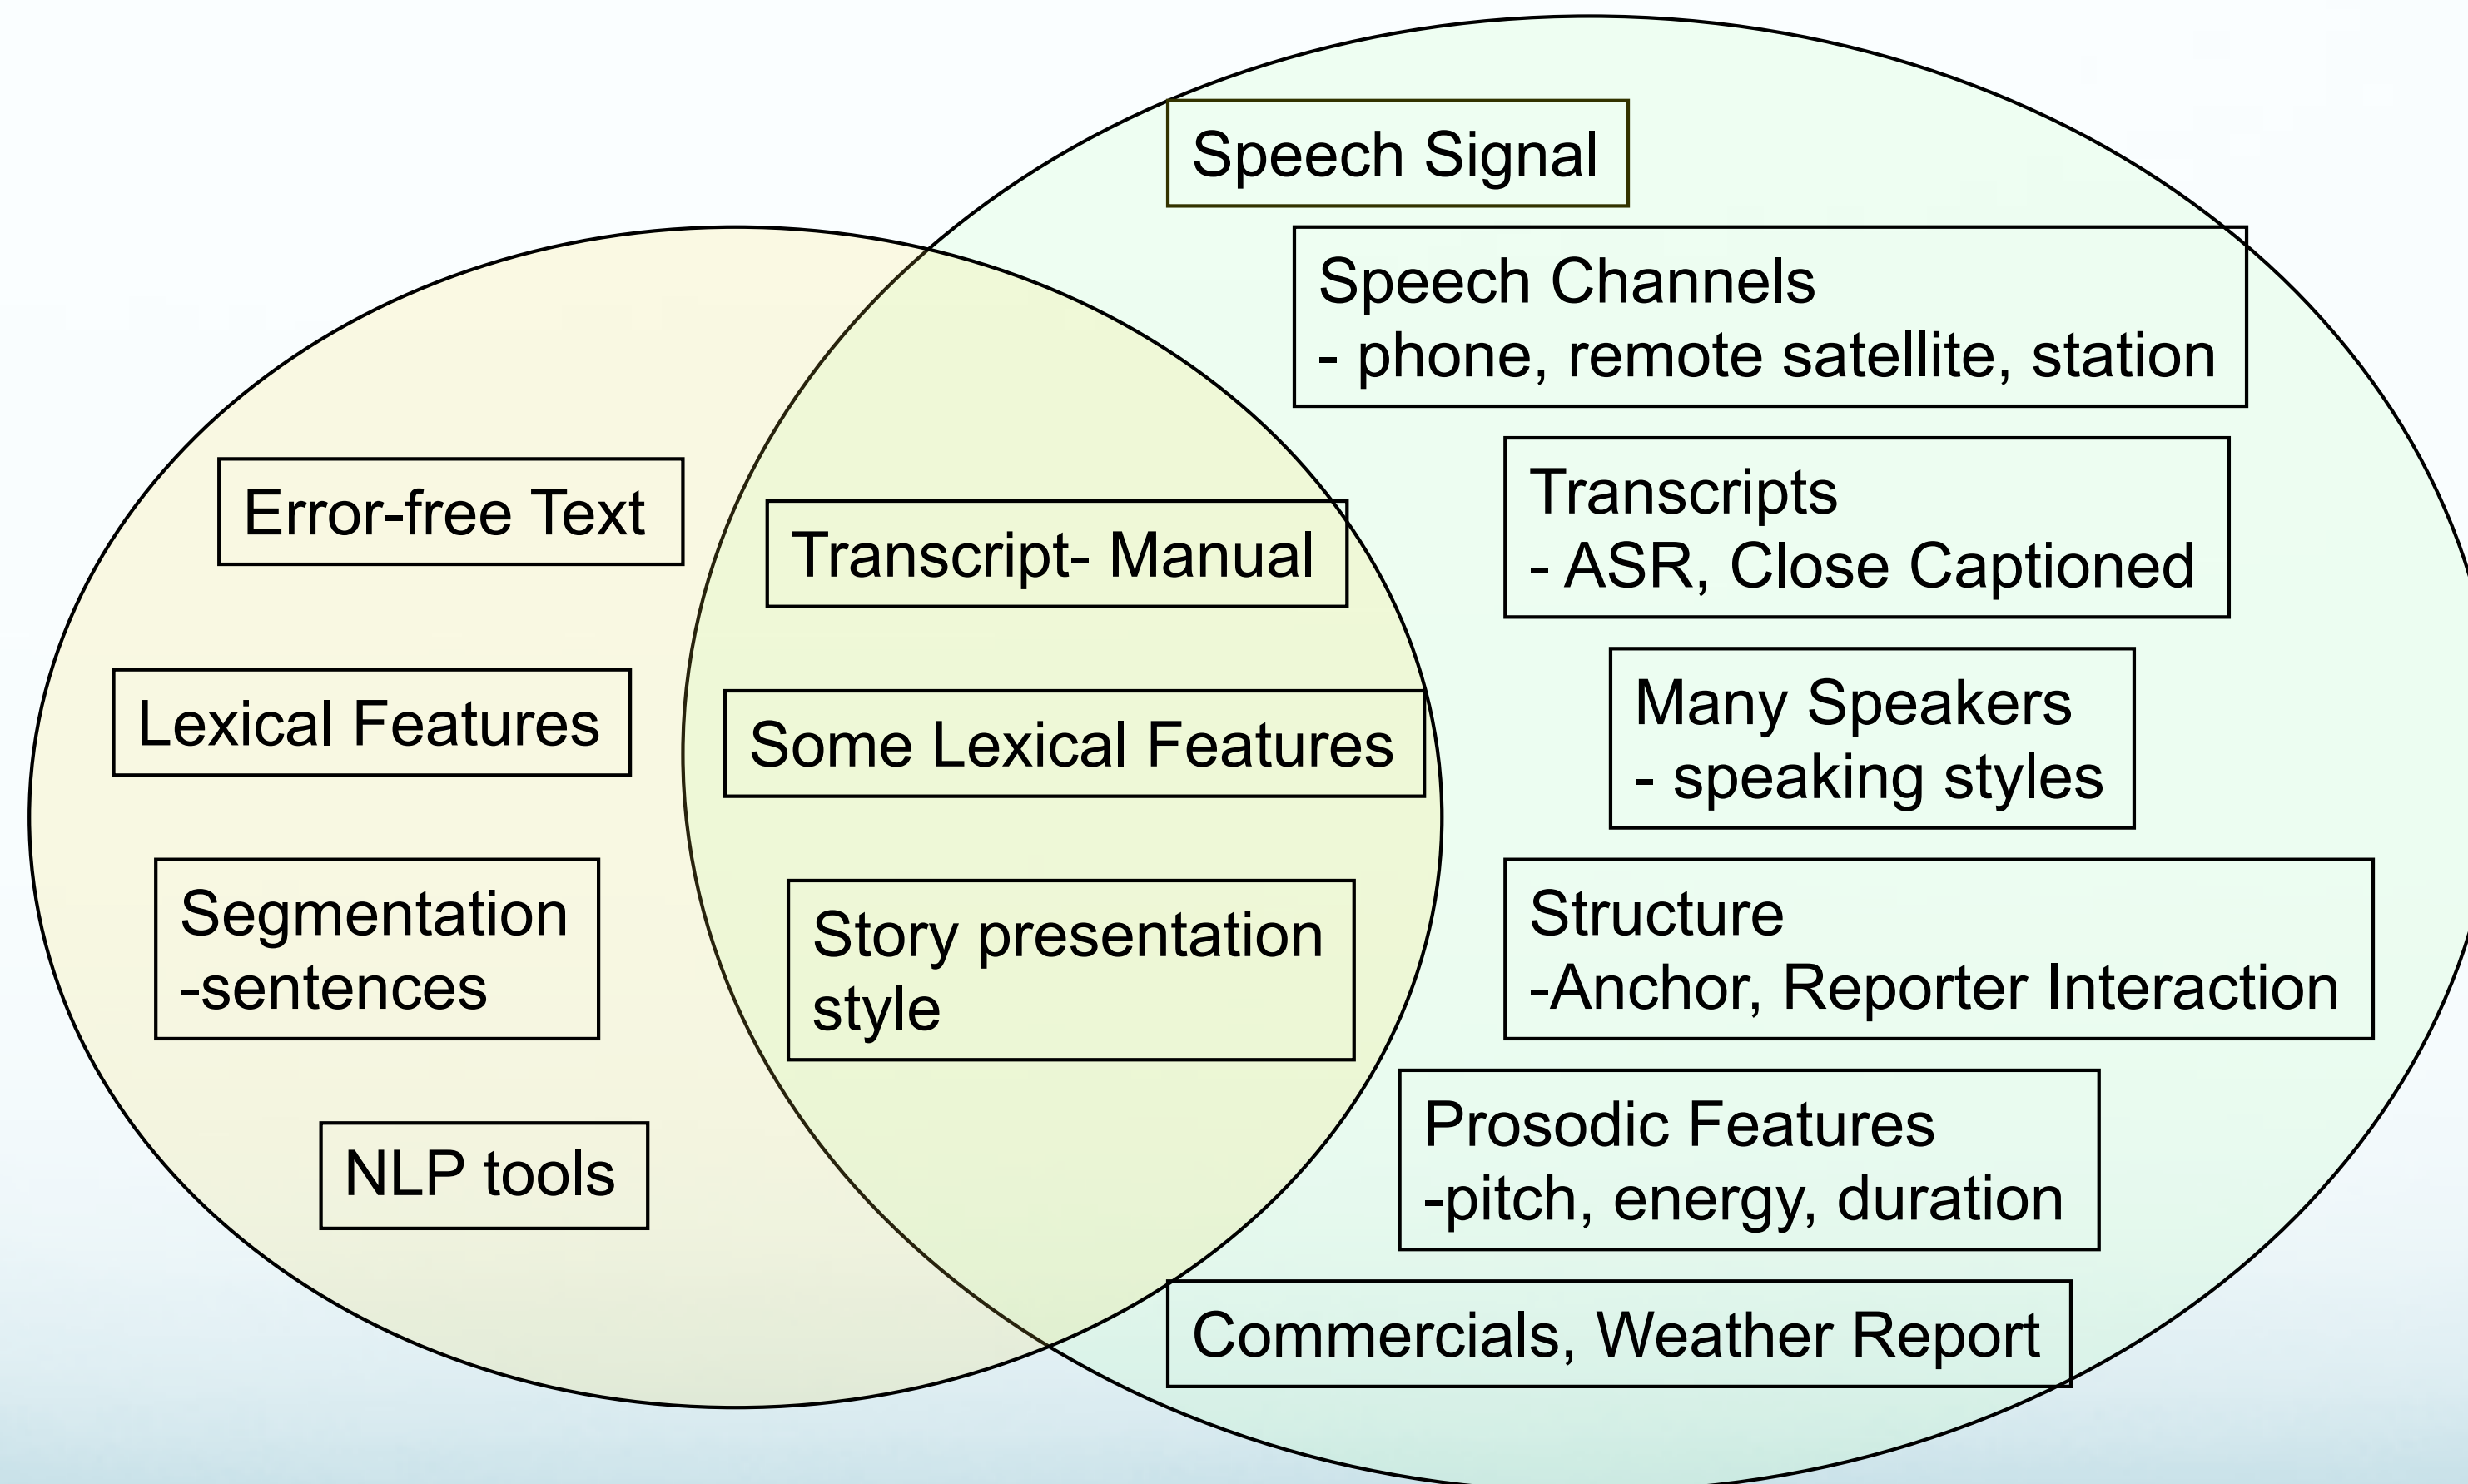 Speech Signal
Speech Channels
- phone, remote satellite, station
Error-free Text
Lexical Features
Segmentation
-sentences
NLP tools
Transcript- Manual
Some Lexical Features
Story presentation
style
Transcripts
- ASR, Close Captioned
Many Speakers
- speaking styles
Structure
-Anchor, Reporter Interaction
Prosodic Features
-pitch, energy, duration
Commercials, Weather Report